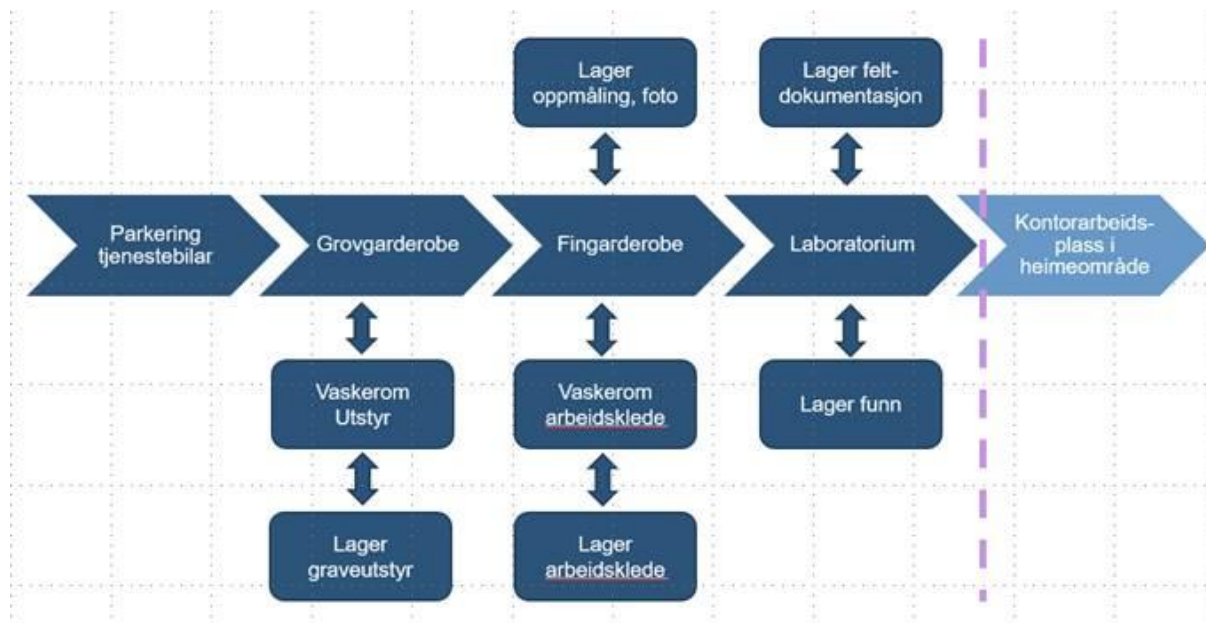 Lager
oppmåling, foto
Lager felt-
dokumentasjon
Parkering
tjenestebilar
Grovgarderobe
Fingarderobe
Laboratorium
Kontorarbeids-
plass i
heimeområde
Vaskerom
Utstyr
Vaskerom
arbeidsklede
Lager funn
Lager
graveutstyr
Lager
arbeidsklede